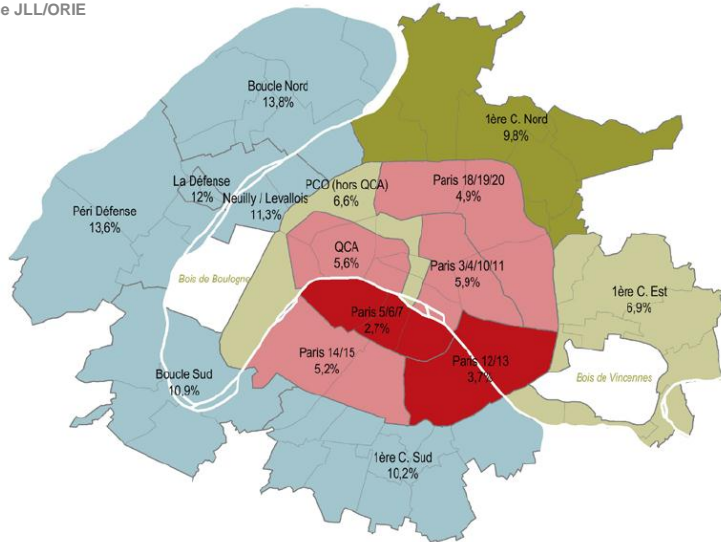 e JLL/ORIE
Boucle Nord
13,8%
1ère C. Nord
9,8%
La Défense
12%
Neuilly / Levallois
11,3%
PCO (hors QCA)
6,6%
Paris 18/19/20
4,9%
Péri Défense
13,6%
QCA
5,6%
Paris 3/4/10/11
5,9%
Bois de Boulogne
1ère C. Est
6,9%
Paris 5/6/7
2,7%
Paris 14/15
5,2%
Paris 12/13
3,7%
Boucle Sud
10,9%
Bois de Vincennes
1ère C. Sud
10,2%